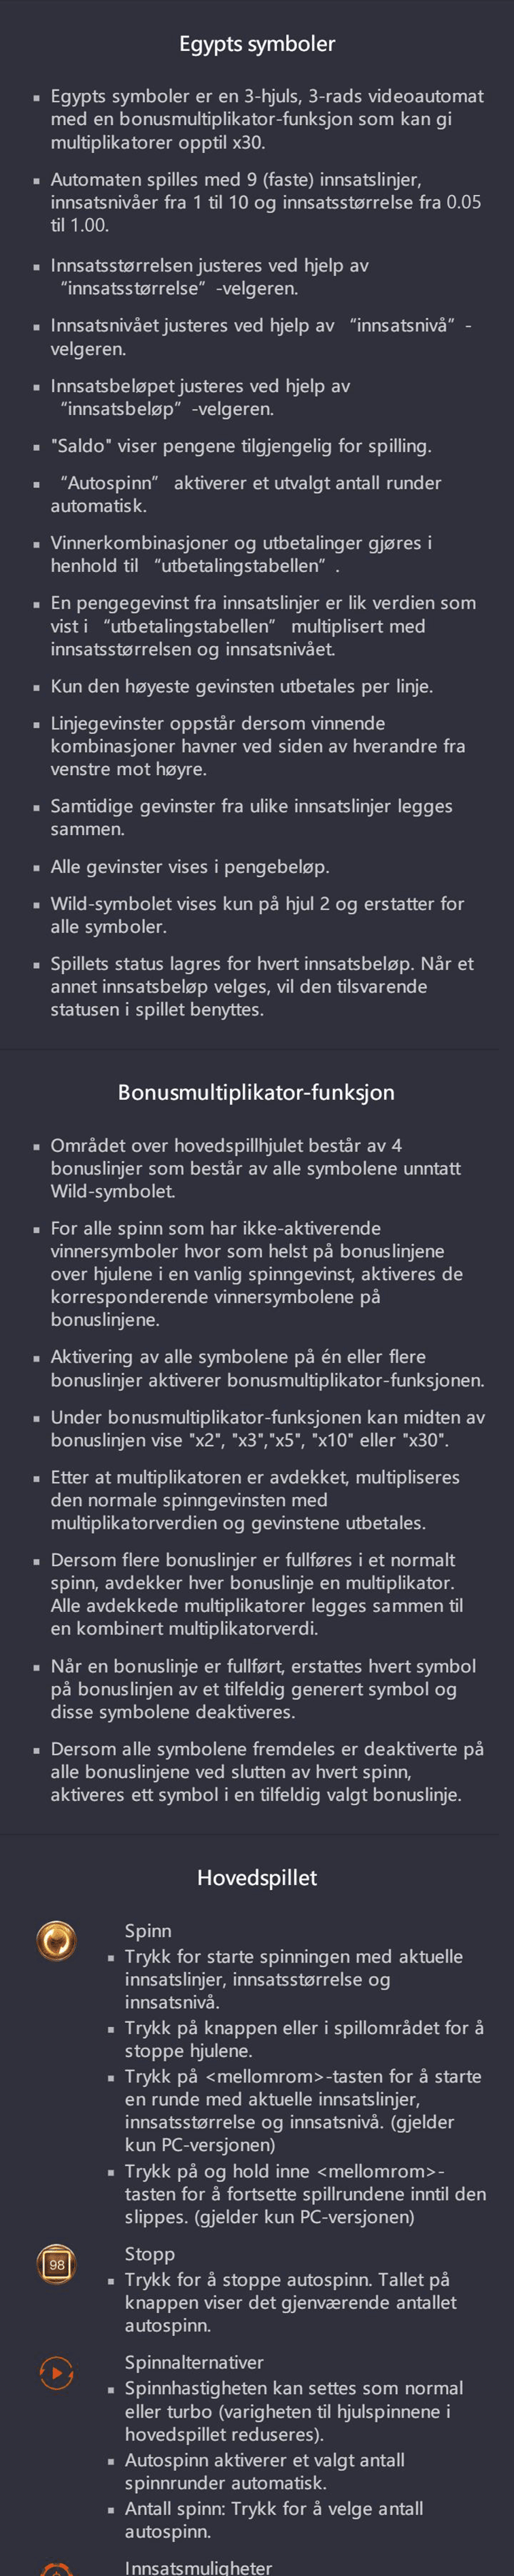 Egypts symboler
▪ Egypts symboler er en 3-hjuls, 3-rads videoautomat
med en bonusmultiplikator-funksjon som kan gi
multiplikatorer opptil x30.
▪ Automaten spilles med 9 (faste) innsatslinjer,
innsatsnivåer fra 1 til 10 og innsatsstørrelse fra 0.05
til 1.00.
▪ Innsatsstørrelsen justeres ved hjelp av
“innsatsstørrelse” -velgeren.
▪ Innsatsnivået justeres ved hjelp av “innsatsnivå” -
velgeren.
▪ Innsatsbeløpet justeres ved hjelp av
“innsatsbeløp” -velgeren.
▪ "Saldo" viser pengene tilgjengelig for spilling.
▪ “Autospinn” aktiverer et utvalgt antall runder
automatisk.
▪ Vinnerkombinasjoner og utbetalinger gjøres i
henhold til “utbetalingstabellen” .
▪ En pengegevinst fra innsatslinjer er lik verdien som
vist i “utbetalingstabellen” multiplisert med
innsatsstørrelsen og innsatsnivået.
▪ Kun den høyeste gevinsten utbetales per linje.
▪ Linjegevinster oppstår dersom vinnende
kombinasjoner havner ved siden av hverandre fra
venstre mot høyre.
▪ Samtidige gevinster fra ulike innsatslinjer legges
sammen.
▪ Alle gevinster vises i pengebeløp.
▪ Wild-symbolet vises kun på hjul 2 og erstatter for
alle symboler.
▪ Spillets status lagres for hvert innsatsbeløp. Når et
annet innsatsbeløp velges, vil den tilsvarende
statusen i spillet benyttes.
Bonusmultiplikator-funksjon
▪ Området over hovedspillhjulet består av 4
bonuslinjer som består av alle symbolene unntatt
Wild-symbolet.
▪ For alle spinn som har ikke-aktiverende
vinnersymboler hvor som helst på bonuslinjene
over hjulene i en vanlig spinngevinst, aktiveres de
korresponderende vinnersymbolene på
bonuslinjene.
▪ Aktivering av alle symbolene på én eller flere
bonuslinjer aktiverer bonusmultiplikator-funksjonen.
▪ Under bonusmultiplikator-funksjonen kan midten av
bonuslinjen vise "x2", "x3","x5", "x10" eller "x30".
▪ Etter at multiplikatoren er avdekket, multipliseres
den normale spinngevinsten med
multiplikatorverdien og gevinstene utbetales.
▪ Dersom flere bonuslinjer er fullføres i et normalt
spinn, avdekker hver bonuslinje en multiplikator.
Alle avdekkede multiplikatorer legges sammen til
en kombinert multiplikatorverdi.
▪ Når en bonuslinje er fullført, erstattes hvert symbol
på bonuslinjen av et tilfeldig generert symbol og
disse symbolene deaktiveres.
▪ Dersom alle symbolene fremdeles er deaktiverte på
alle bonuslinjene ved slutten av hvert spinn,
aktiveres ett symbol i en tilfeldig valgt bonuslinje.
Hovedspillet
Spinn
▪ Trykk for starte spinningen med aktuelle
innsatslinjer, innsatsstørrelse og
innsatsnivå.
▪ Trykk på knappen eller i spillområdet for å
stoppe hjulene.
▪ Trykk på <mellomrom>-tasten for å starte
en runde med aktuelle innsatslinjer,
innsatsstørrelse og innsatsnivå. (gjelder
kun PC-versjonen)
▪ Trykk på og hold inne <mellomrom>-
tasten for å fortsette spillrundene inntil den
slippes. (gjelder kun PC-versjonen)
98
Stopp
▪ Trykk for å stoppe autospinn. Tallet på
knappen viser det gjenværende antallet
autospinn.
Spinnalternativer
▪ Spinnhastigheten kan settes som normal
eller turbo (varigheten til hjulspinnene i
hovedspillet reduseres).
▪ Autospinn aktiverer et valgt antall
spinnrunder automatisk.
▪ Antall spinn: Trykk for å velge antall
autospinn.
Innsatsmuligheter